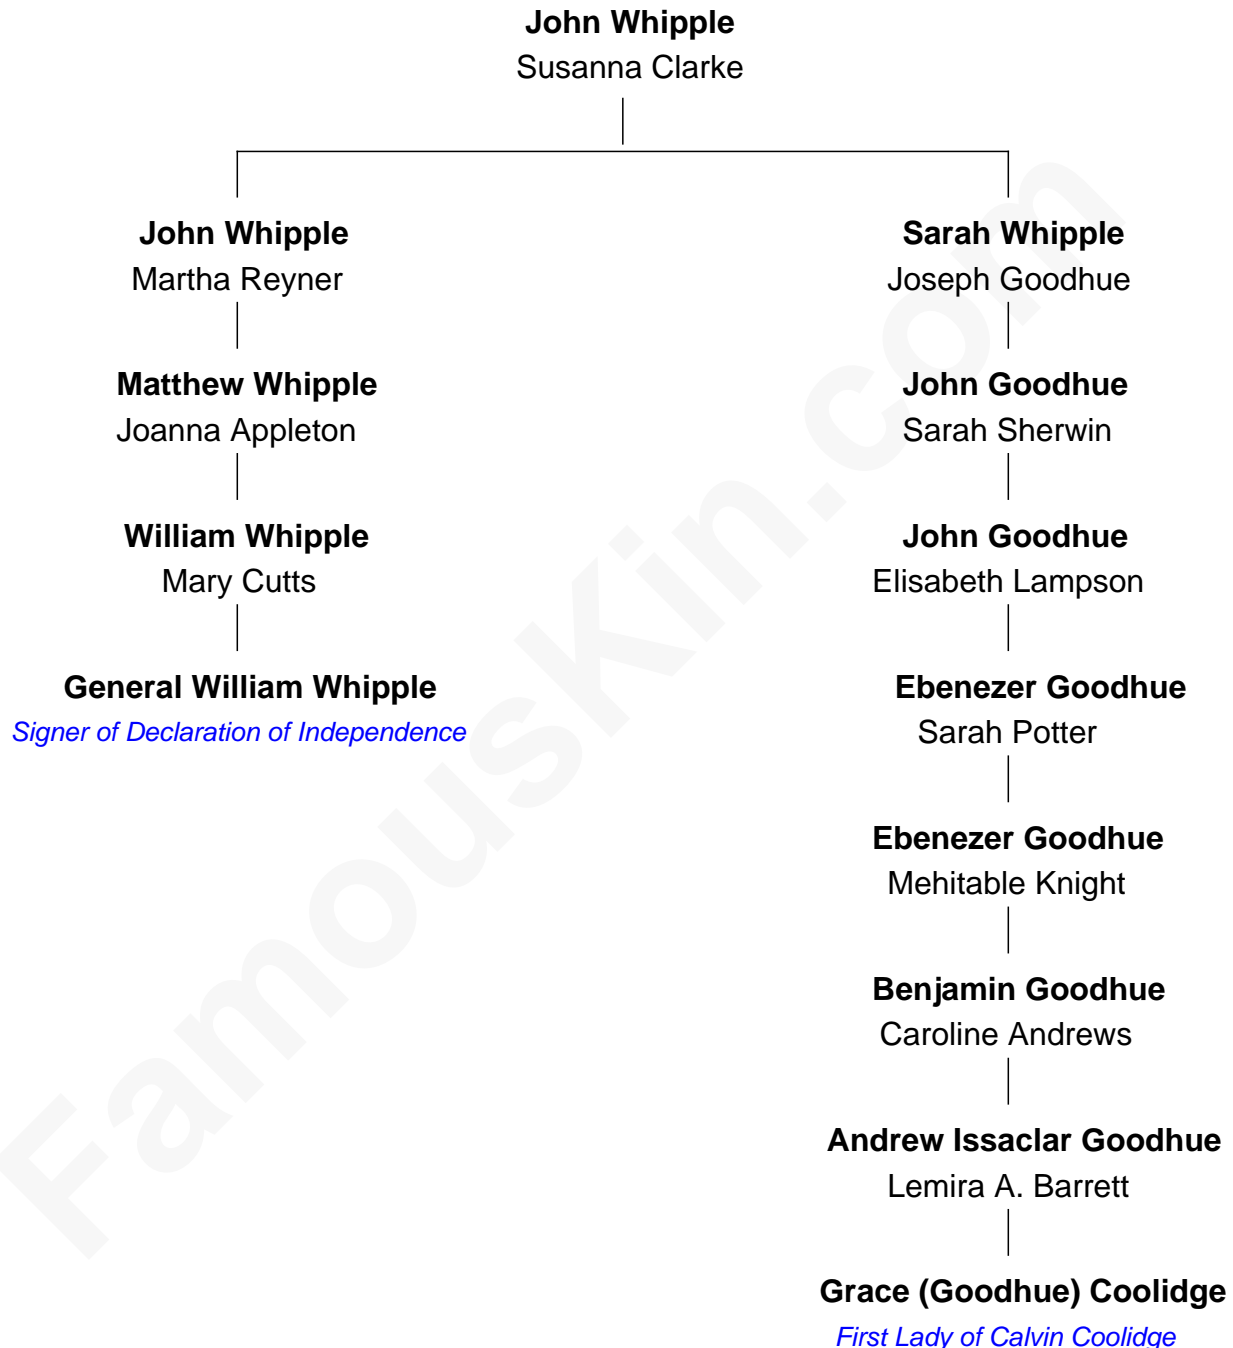 John Whipple
Susanna Clarke
John Whipple
Martha Reyner
Matthew Whipple
Joanna Appleton
William Whipple
Mary Cutts
General William Whipple
Signer of Declaration of Independence
Sarah Whipple
Joseph Goodhue
John Goodhue
Sarah Sherwin
John Goodhue
Elisabeth Lampson
Ebenezer Goodhue
Sarah Potter
Ebenezer Goodhue
Mehitable Knight
Benjamin Goodhue
Caroline Andrews
Andrew Issaclar Goodhue
Lemira A. Barrett
Grace (Goodhue) Coolidge
First Lady of Calvin Coolidge
FamousKin.com